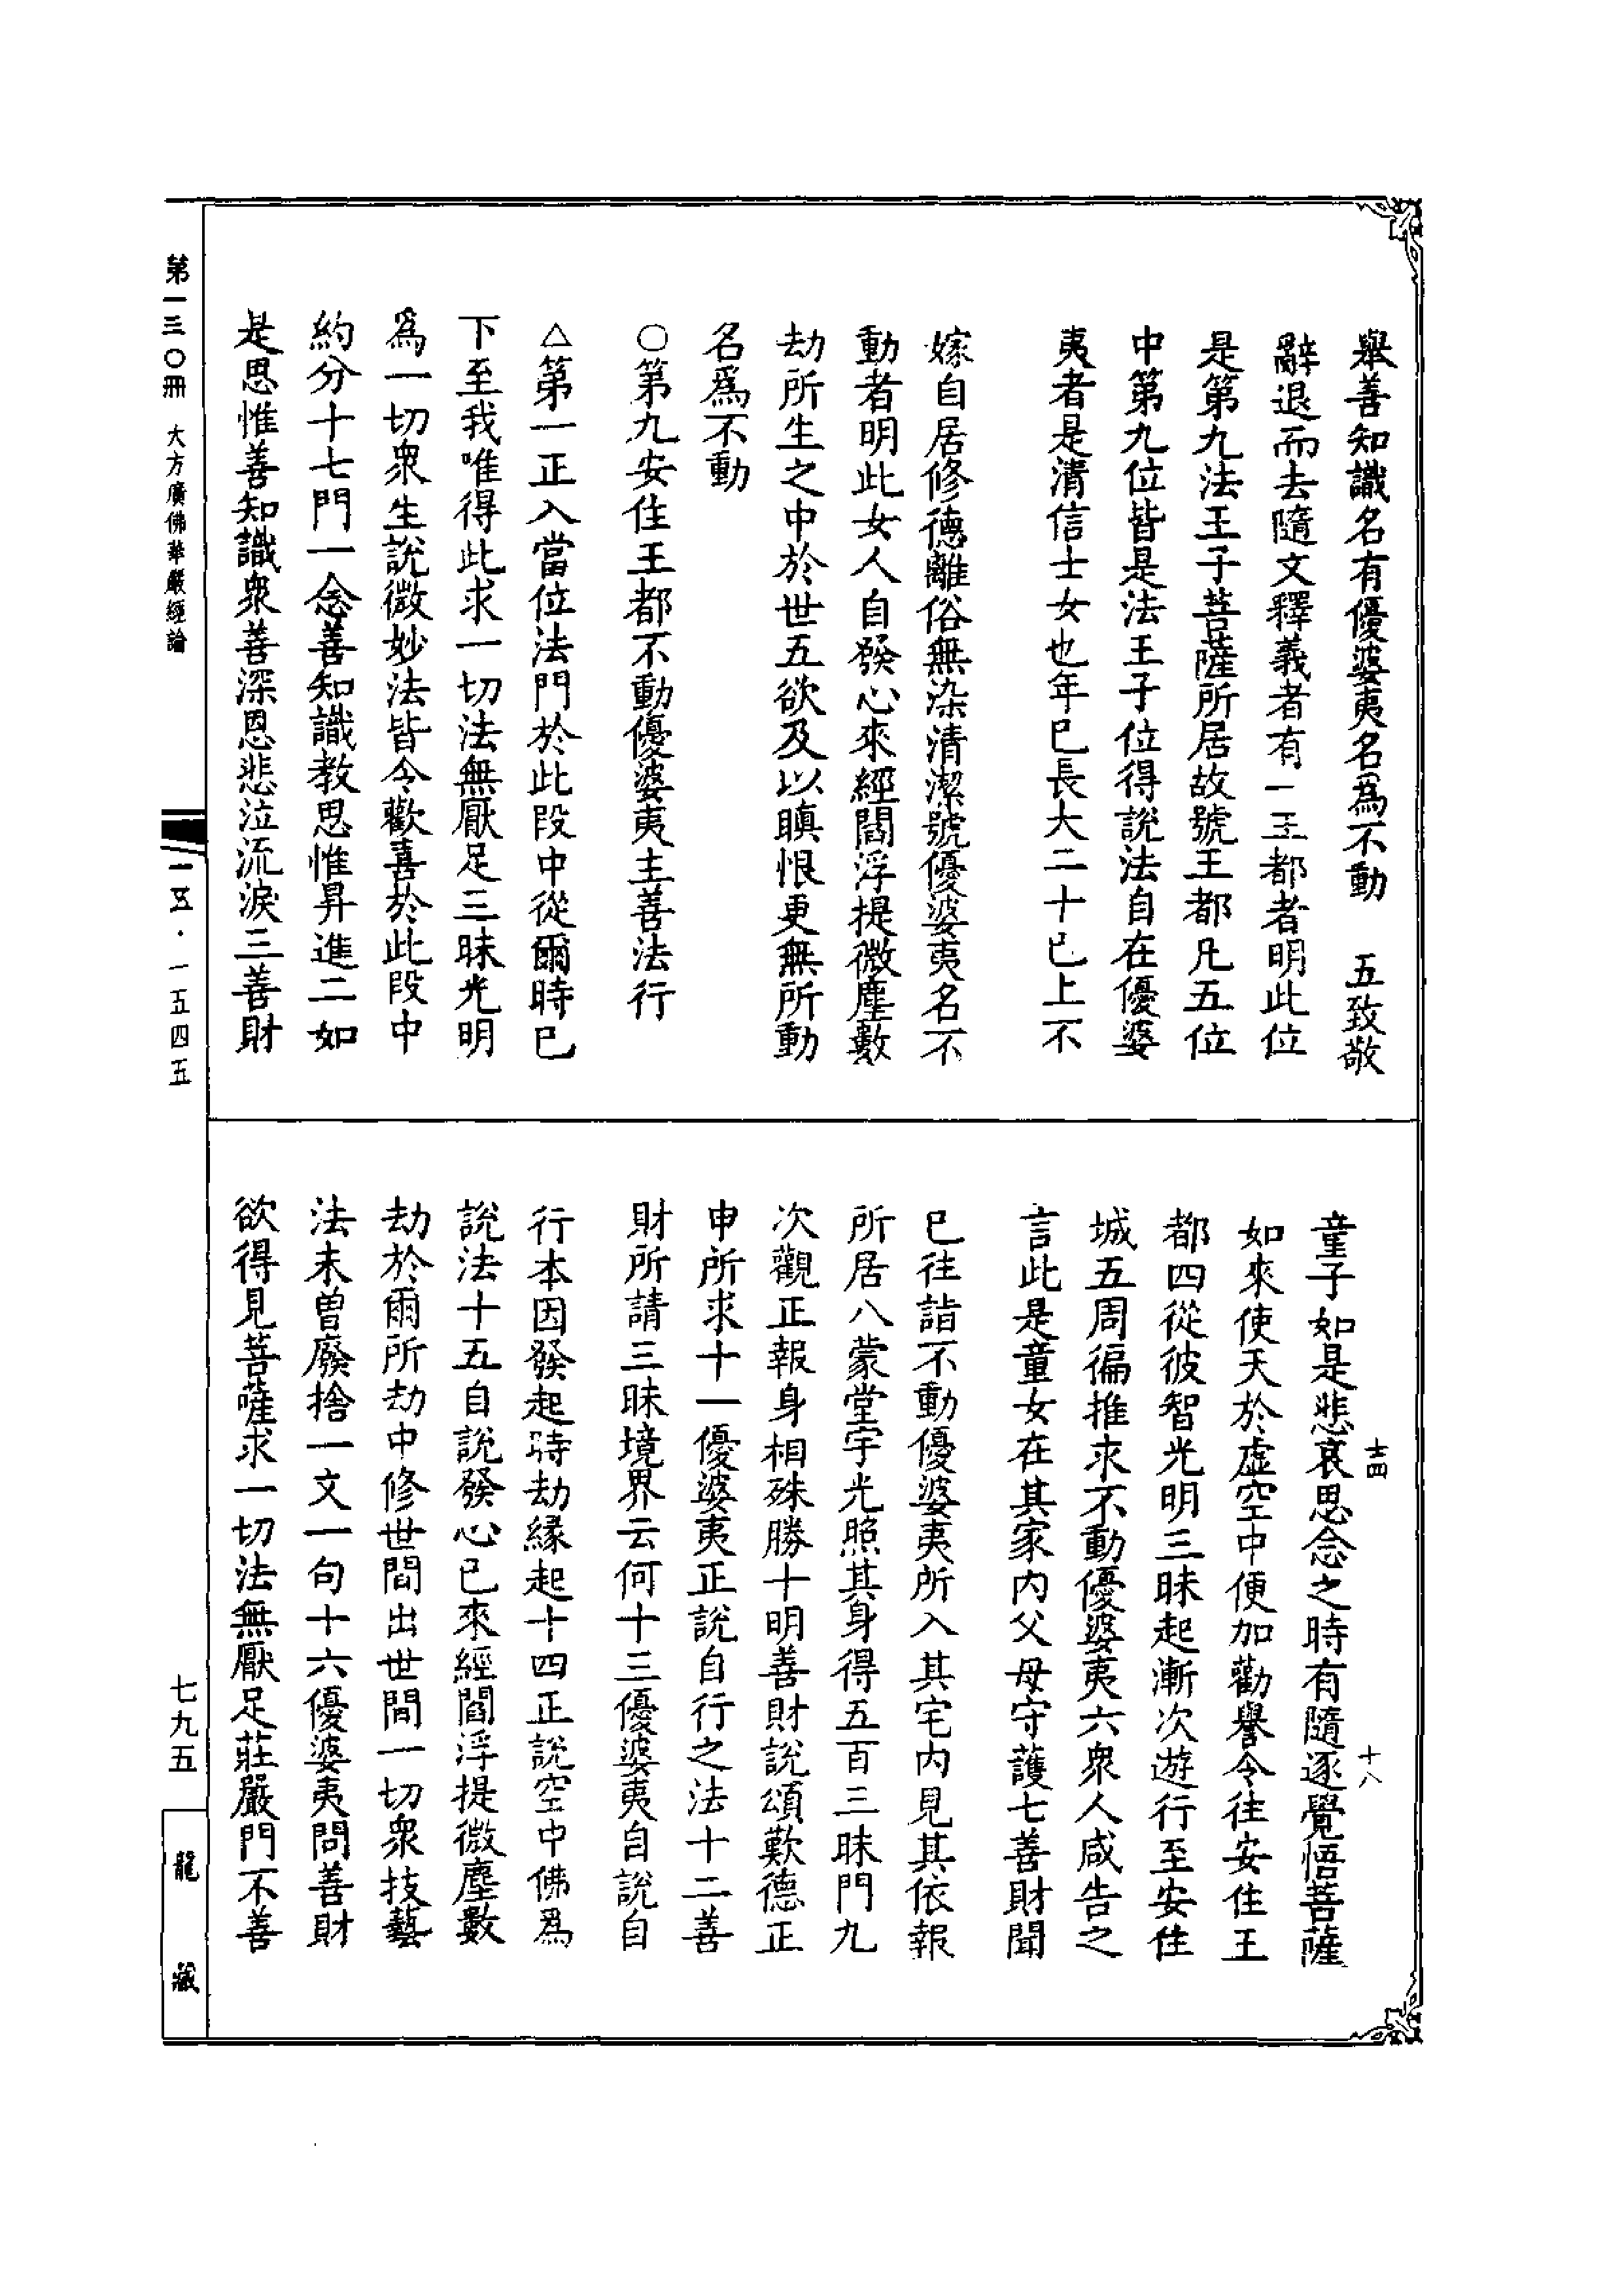 舉善知識名有優婆夷名為不動　五致敬
辭退而去隨文釋義者有一王都者明此位
是第九法王子菩薩所居故號王都凡五位
中第九位皆是法王子位得說法自在優婆
夷者是清信士女也年已長大二十已上不
嫁自居修德離俗無染清潔號優婆夷名不
動者明此女人自發心來經閻浮提微塵數
劫所生之中於世五欲及以瞋恨更無所動
名爲不動
○第九安住王都不動優婆夷主善法行
△第一正入當位法門於此段中從爾時已
下至我唯得此求一切法無厭足三昧光明
爲一切衆生說微妙法皆令歡喜於此段中
約分十七門一念善知識教思惟昇進二如
是思惟善知識衆善深恩悲泣流淚三善財
十四
十八
童子如是悲哀思念之時有隨逐覺悟菩薩
如來使天於虛空中便加勸譽令往安住王
都四從彼智光明三昧起漸次遊行至安住
城五周徧推求不動優婆夷六衆人咸告之
言此是童女在其家內父母守護七善財聞
已往詣不動優婆夷所入其宅內見其依報
所居八蒙堂宇光照其身得五百三昧門九
次觀正報身相殊勝十明善財說頌歎德正
申所求十一優婆夷正說自行之法十二善
財所請三昧境界云何十三優婆夷自說自
行本因發起時劫緣起十四正說空中佛爲
說法十五自說發心已來經閻浮提微塵數
劫於爾所劫中修世間出世間一切衆技藝
法未曾廢捨一文一句十六優婆夷問善財
欲得見菩薩求一切法無厭足莊嚴門不善
第一三〇冊　大方廣佛華嚴經論
一五·一五四五
七九五
龍藏